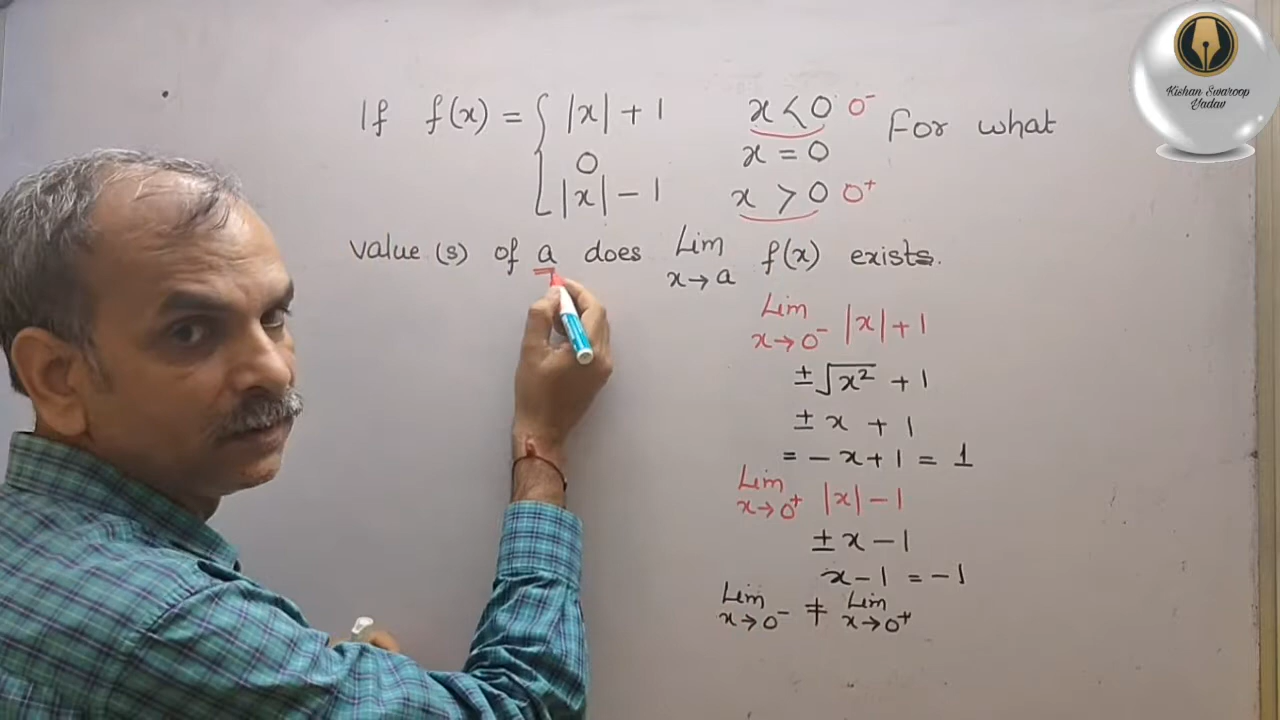 Kishan Swaroop
Yadav
If f(x) = { |x| + 1 x < 0 0⁻ For what
0 x = 0
|x| - 1 x > 0 0⁺
value (s) of a does Lim x→a f(x) exists.
Lim x→0⁻ |x| + 1
± √x² + 1
± x + 1
= - x + 1 = 1
Lim x→0⁺ |x| - 1
± x - 1
x - 1 = -1
Lim x→0⁻ ≠ Lim x→0⁺